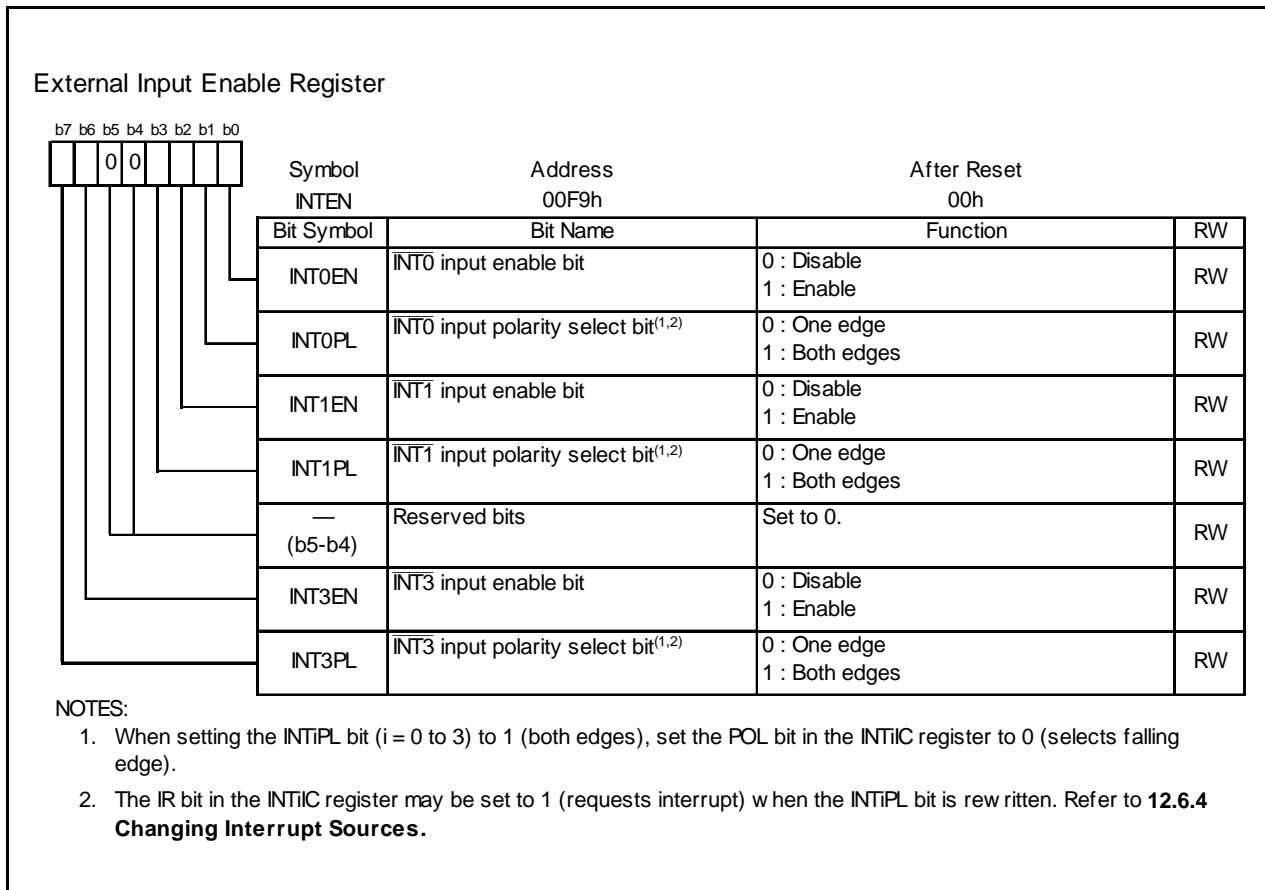 External Input Enable Register
b7 b6 b5 b4 b3 b2 b1 b0
0 0
Symbol Address After Reset
INTEN 00F9h 00h
Bit Symbol Bit Name Function RW
INT0EN INT0 input enable bit 0 : Disable RW
1 : Enable
INT0PL INT0 input polarity select bit(1,2) 0 : One edge RW
1 : Both edges
INT1EN INT1 input enable bit 0 : Disable RW
1 : Enable
INT1PL INT1 input polarity select bit(1,2) 0 : One edge RW
1 : Both edges
— Reserved bits Set to 0. RW
(b5-b4)
INT3EN INT3 input enable bit 0 : Disable RW
1 : Enable
INT3PL INT3 input polarity select bit(1,2) 0 : One edge RW
1 : Both edges
NOTES:
1. When setting the INTiPL bit (i = 0 to 3) to 1 (both edges), set the POL bit in the INTiIC register to 0 (selects falling
edge).
2. The IR bit in the INTiIC register may be set to 1 (requests interrupt) when the INTiPL bit is rewritten. Refer to 12.6.4
Changing Interrupt Sources.